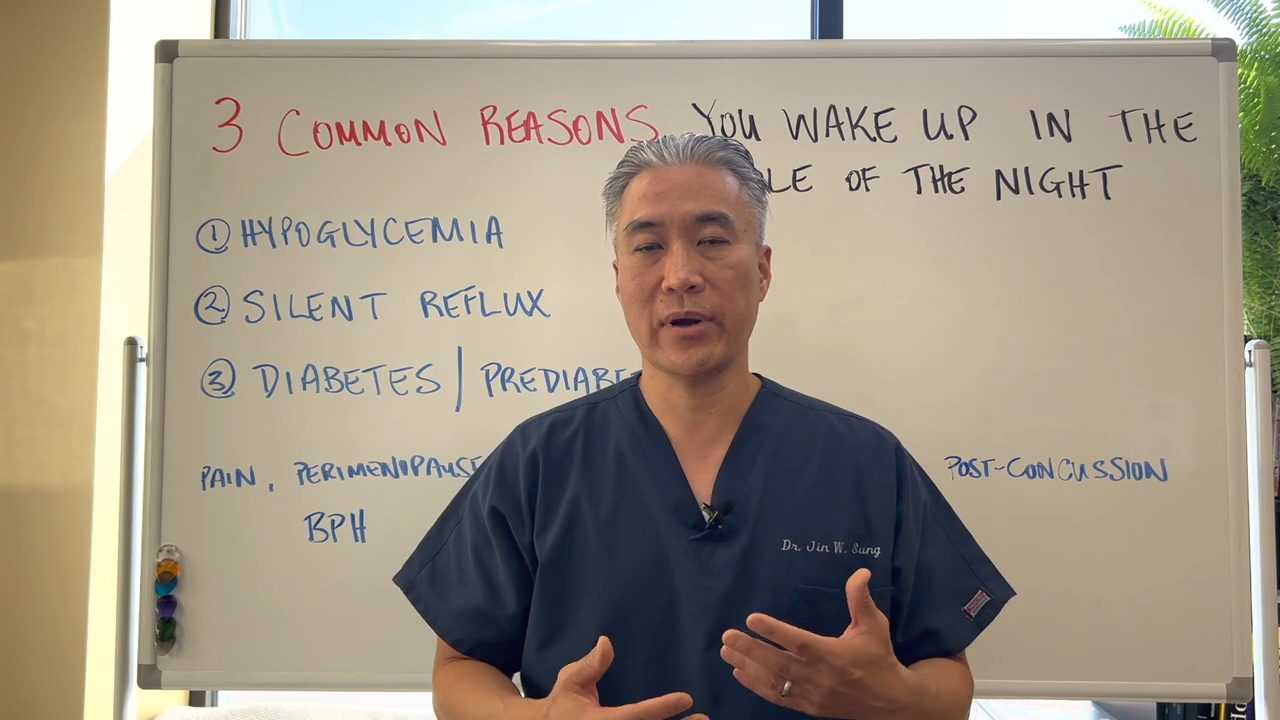 3 COMMON REASONS YOU WAKE UP IN THE
OF THE NIGHT
① HYPOGLYCEMIA
② SILENT REFLUX
③ DIABETES / PREDIABE
PAIN, PERIMENOPAUSE
POST-CONCUSSION
BPH
Dr. Jin W. Sung